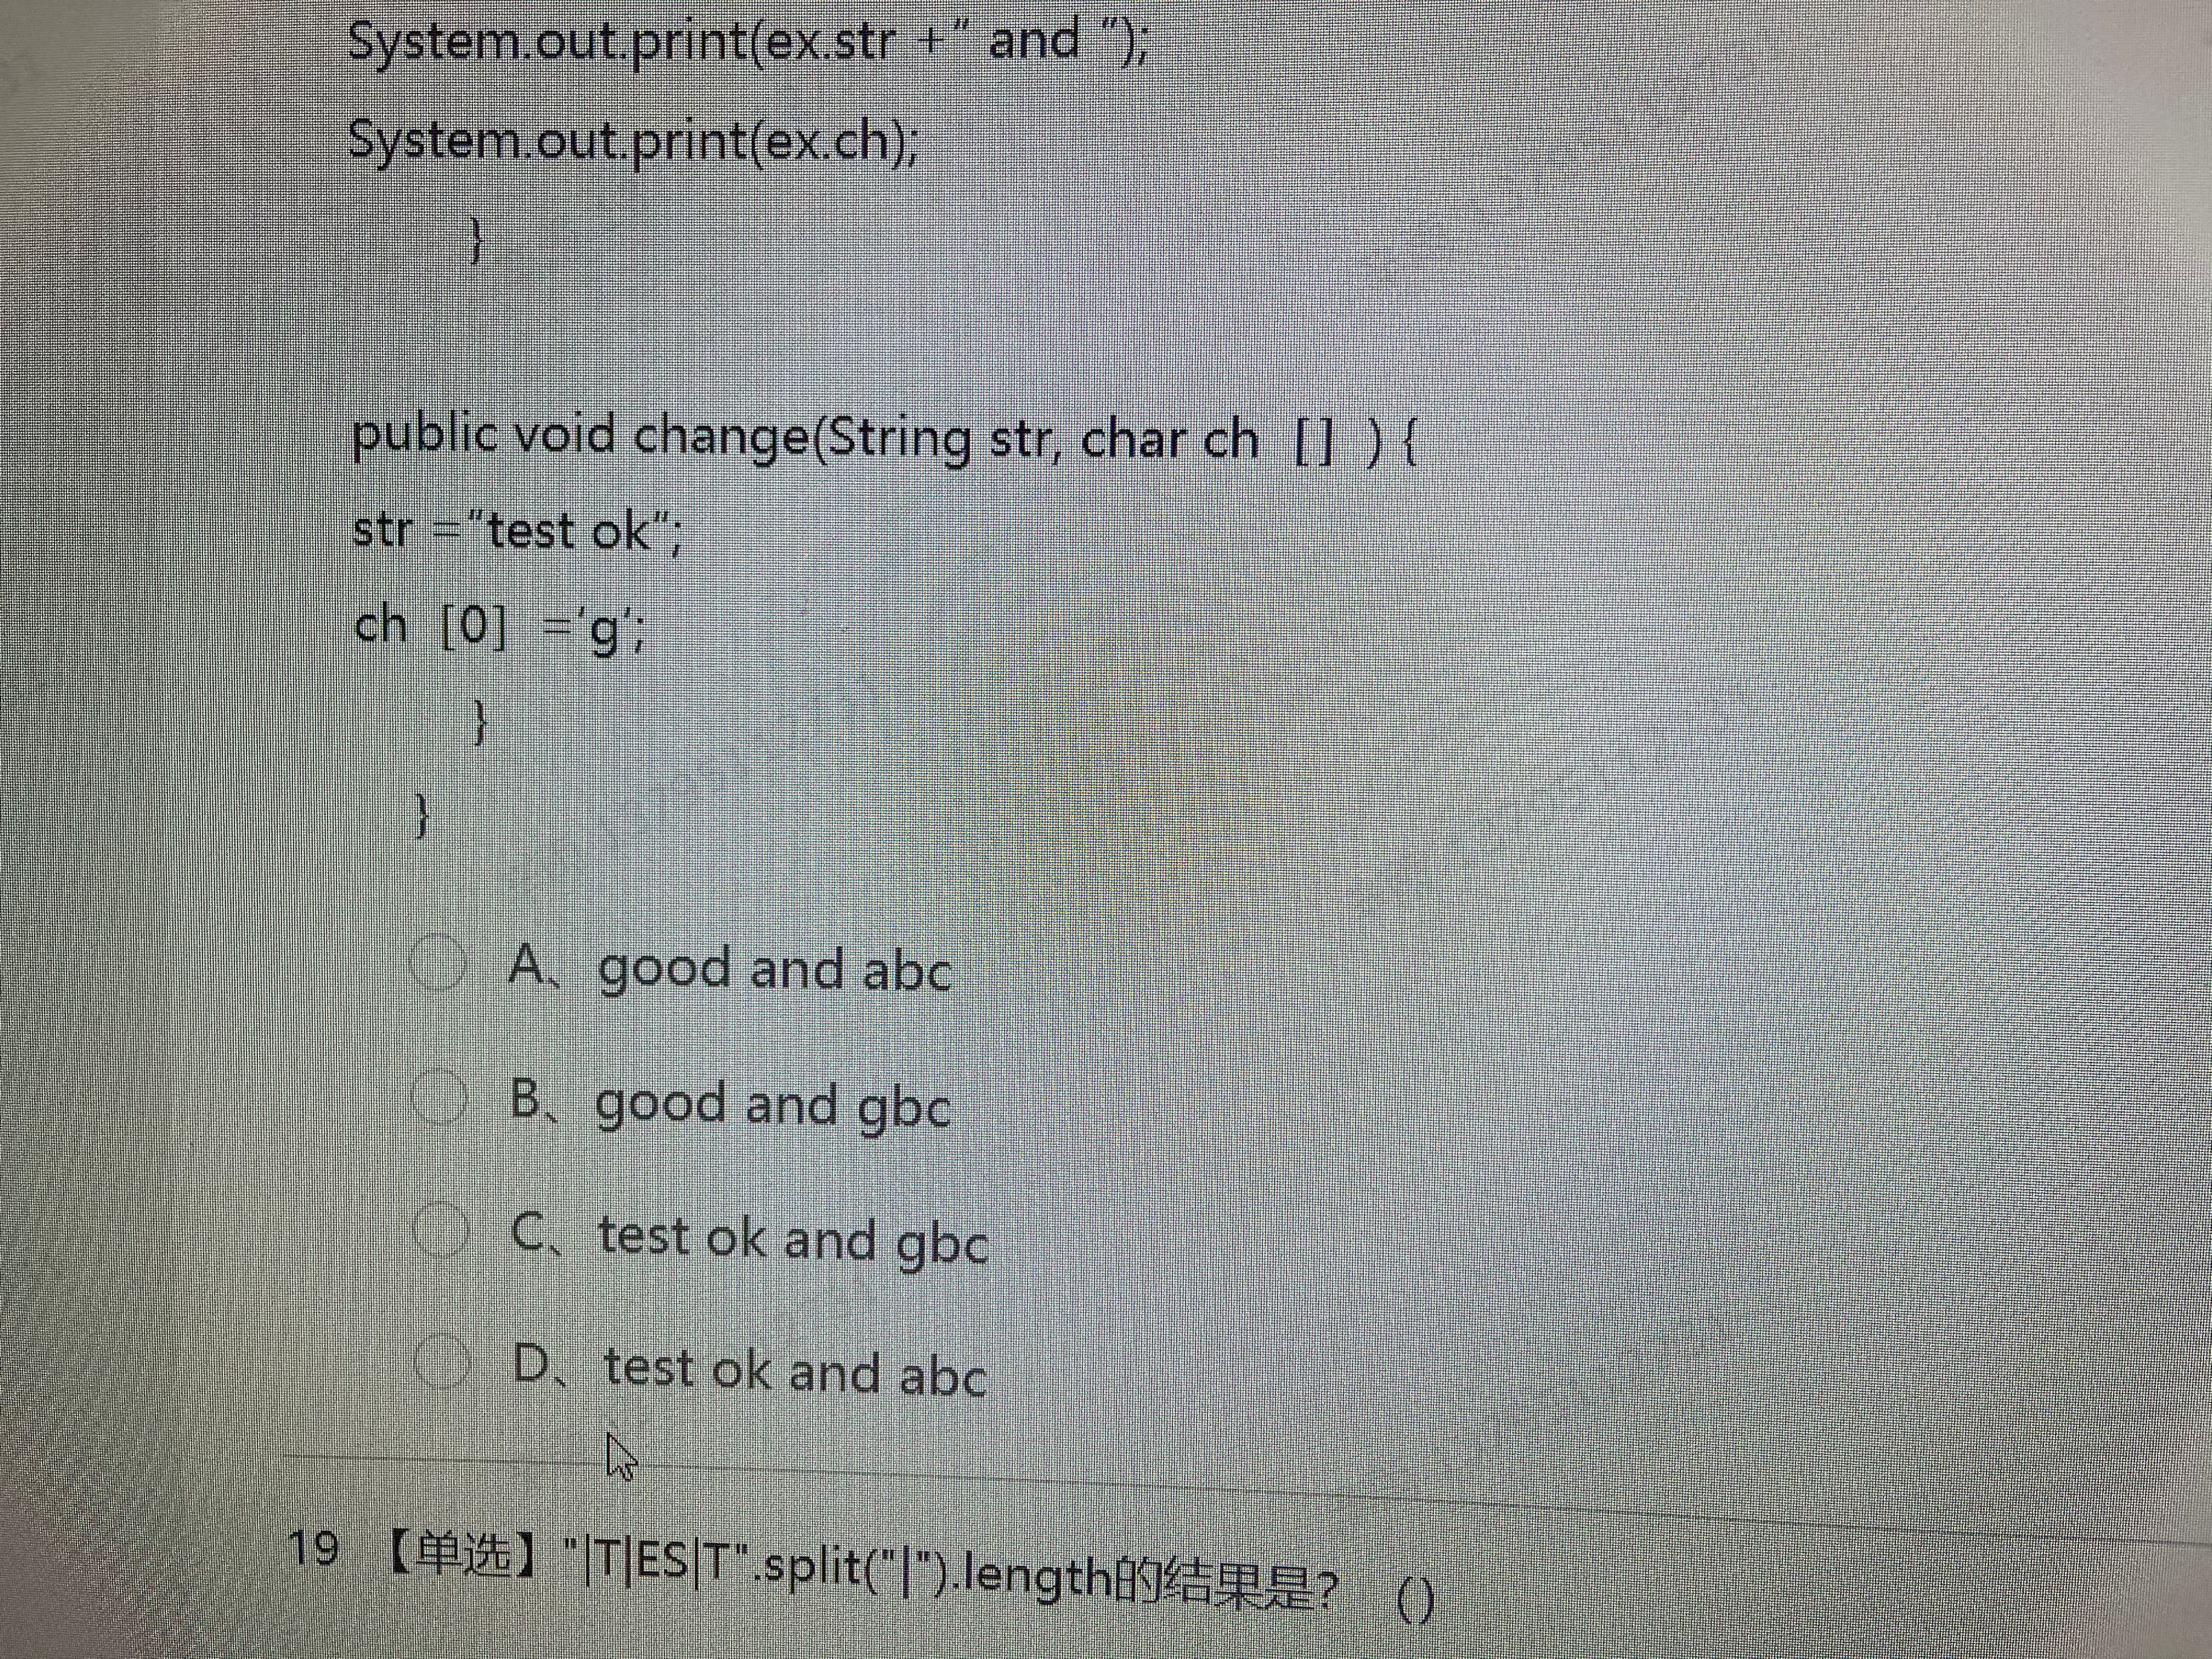 System.out.print(ex.str +" and ");
System.out.print(ex.ch);
}
public void change(String str, char ch [] ) {
str ="test ok";
ch [0] ='g';
}
}
A、good and abc
B、good and gbc
C、test ok and gbc
D、test ok and abc
19 【单选】"|T|ES|T".split("|").length的结果是? ()